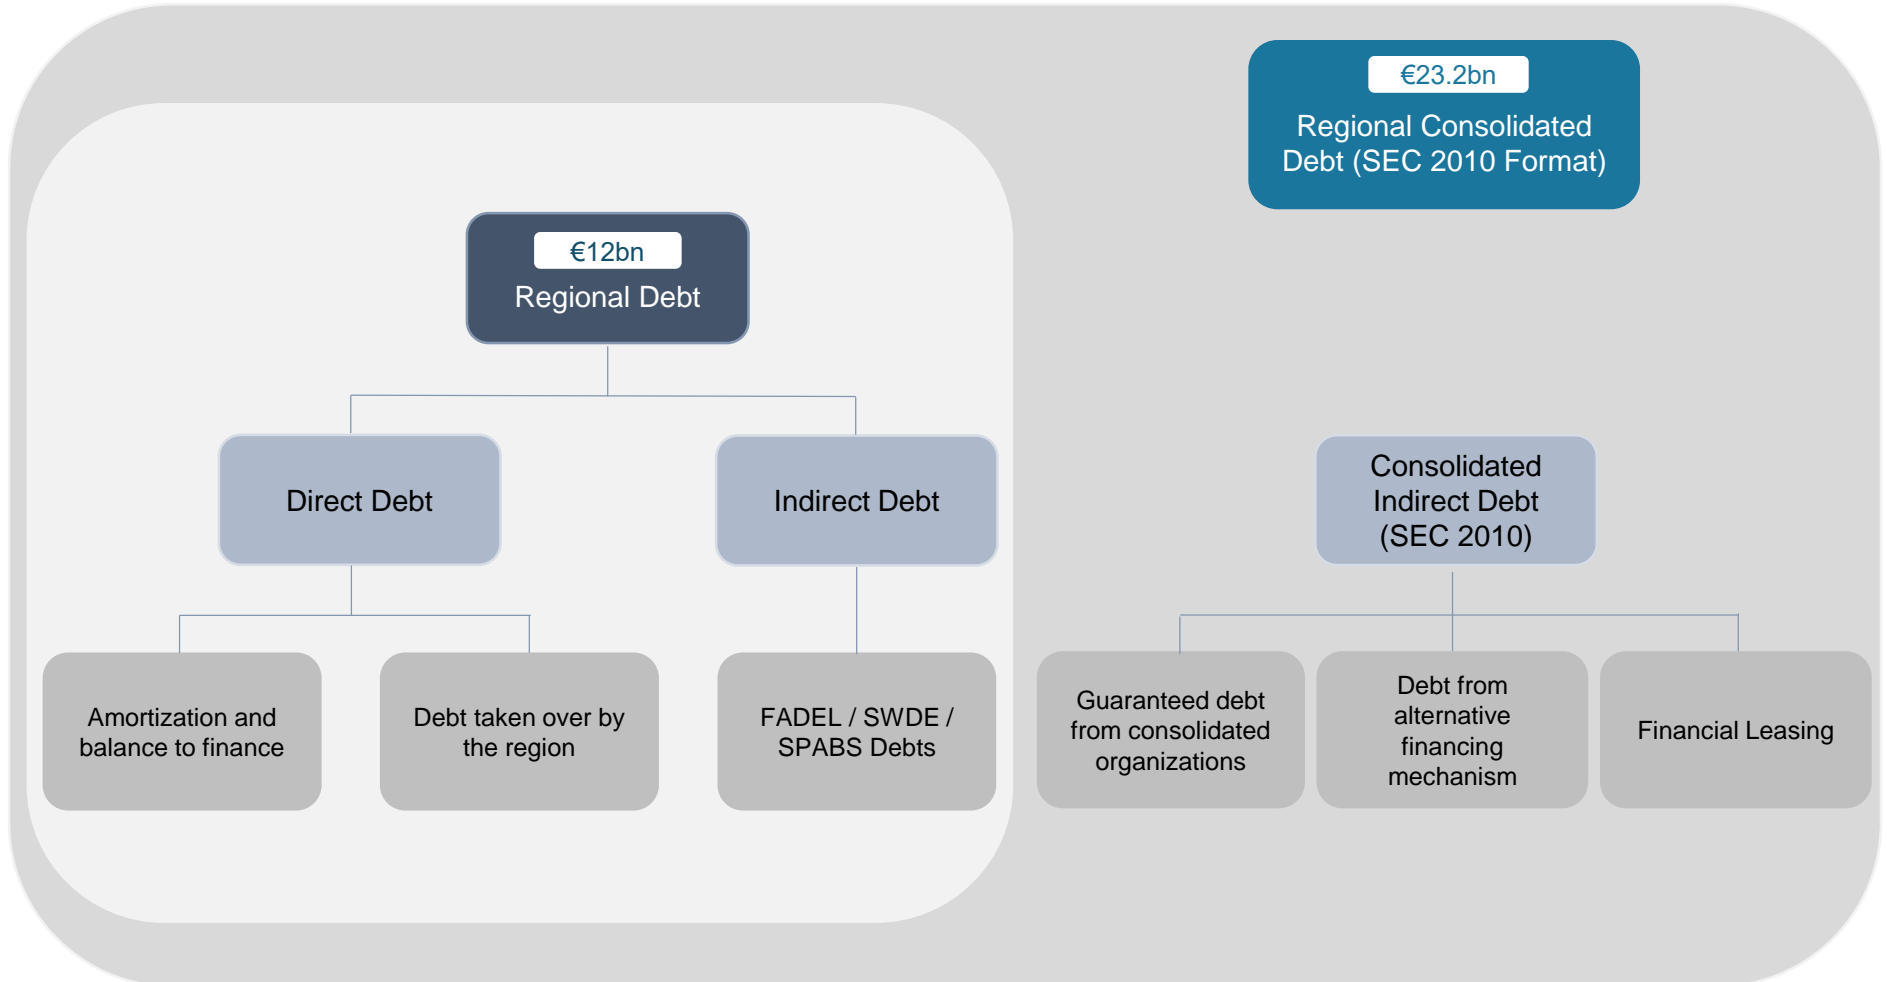 €23.2bn
Regional Consolidated
Debt (SEC 2010 Format)
€12bn
Regional Debt
Direct Debt
Indirect Debt
Consolidated
Indirect Debt
(SEC 2010)
Amortization and
balance to finance
Debt taken over by
the region
FADEL / SWDE /
SPABS Debts
Guaranteed debt
from consolidated
organizations
Debt from
alternative
financing
mechanism
Financial Leasing